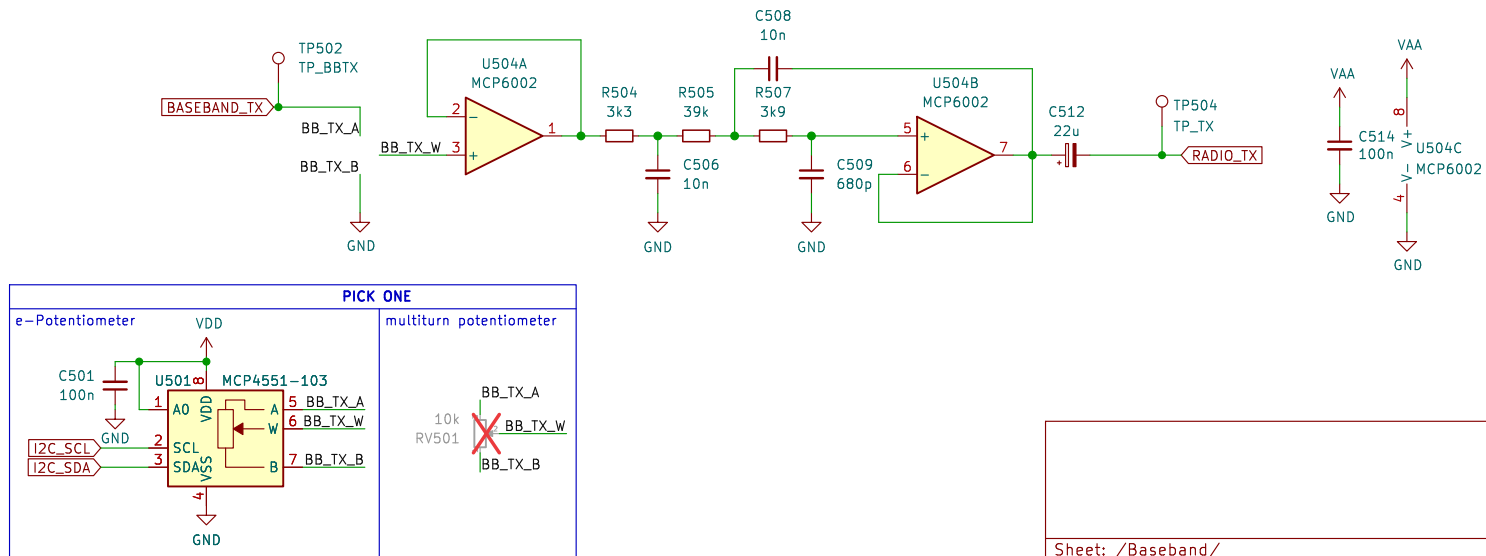 C508
10n
TP502
TP_BBTX
BASEBAND_TX
BB_TX_A
BB_TX_B
GND
BB_TX_W
U504A
MCP6002
2
3
1
R504
3k3
R505
39k
R507
3k9
C506
10n
GND
C509
680p
GND
U504B
MCP6002
5
6
7
C512
22u
TP504
TP_TX
RADIO_TX
VAA
C514
100n
GND
VAA
8
V+
U504C
MCP6002
V-
4
GND
PICK ONE
e-Potentiometer
VDD
C501
100n
GND
U501
MCP4551-103
8
1
A0
VDD
A
5
BB_TX_A
W
6
BB_TX_W
I2C_SCL
2
SCL
I2C_SDA
3
SDA
VSS
B
7
BB_TX_B
4
GND
multiturn potentiometer
BB_TX_A
10k
RV501
BB_TX_W
BB_TX_B
Sheet: /Baseband/